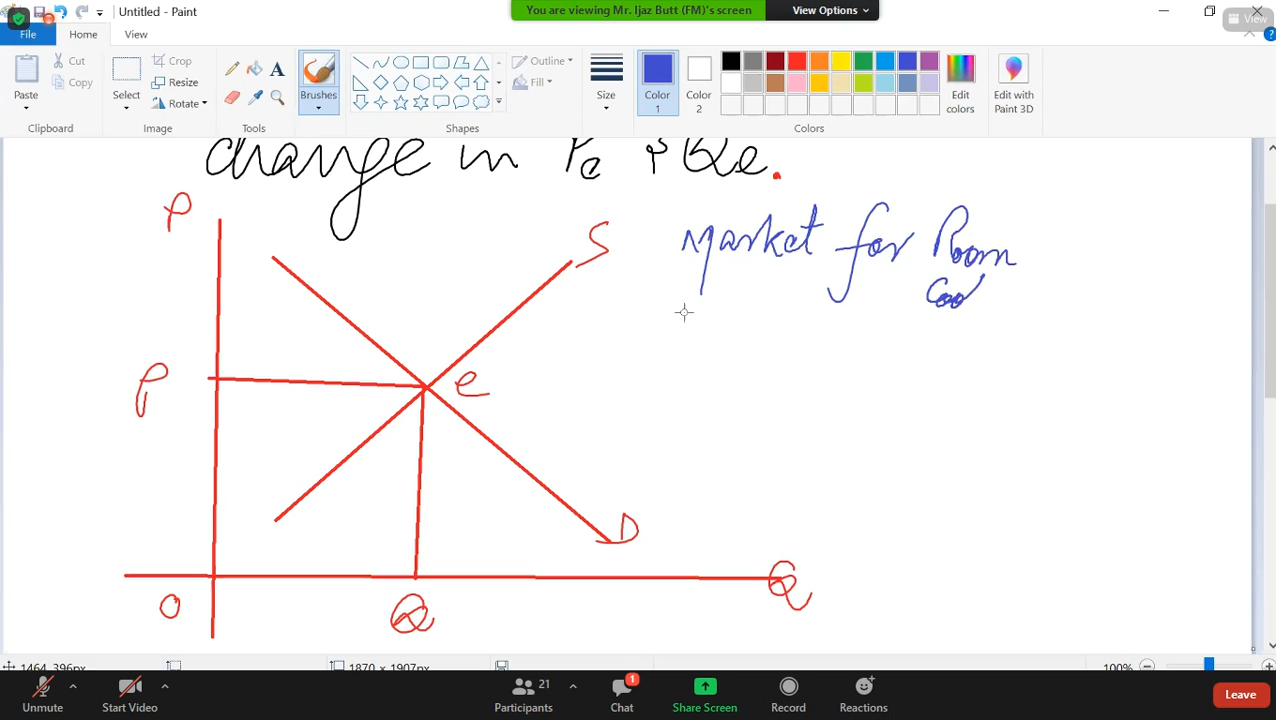 Untitled - Paint
You are viewing Mr. Ijaz Butt (FM)'s screen
View Options
View
File
Home
View
Paste
Cut
Copy
Select
Crop
Resize
Rotate
Brushes
Outline
Fill
Size
Color 1
Color 2
Edit colors
Edit with Paint 3D
Clipboard
Image
Tools
Shapes
Colors
change in Pe & Qe.
P
S
Market for Room
P
e
D
O
Q
Q
1464, 396px
1870 × 1907px
100%
Unmute
Start Video
21
Participants
1
Chat
Share Screen
Record
Reactions
Leave